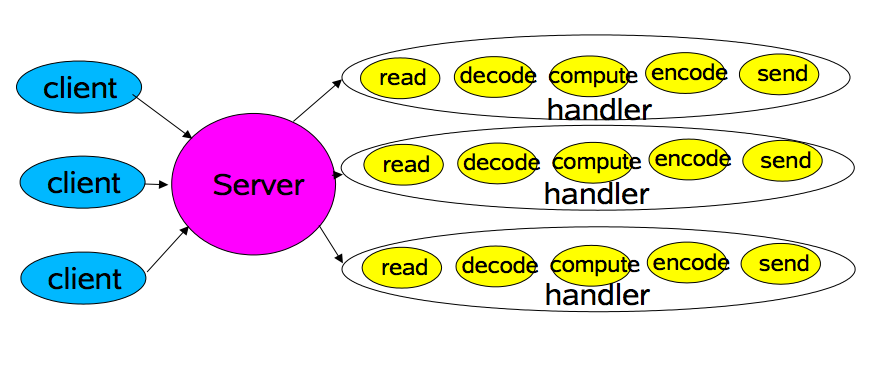 client
client
client
Server
read decode compute encode send
handler
read decode compute encode send
handler
read decode compute encode send
handler